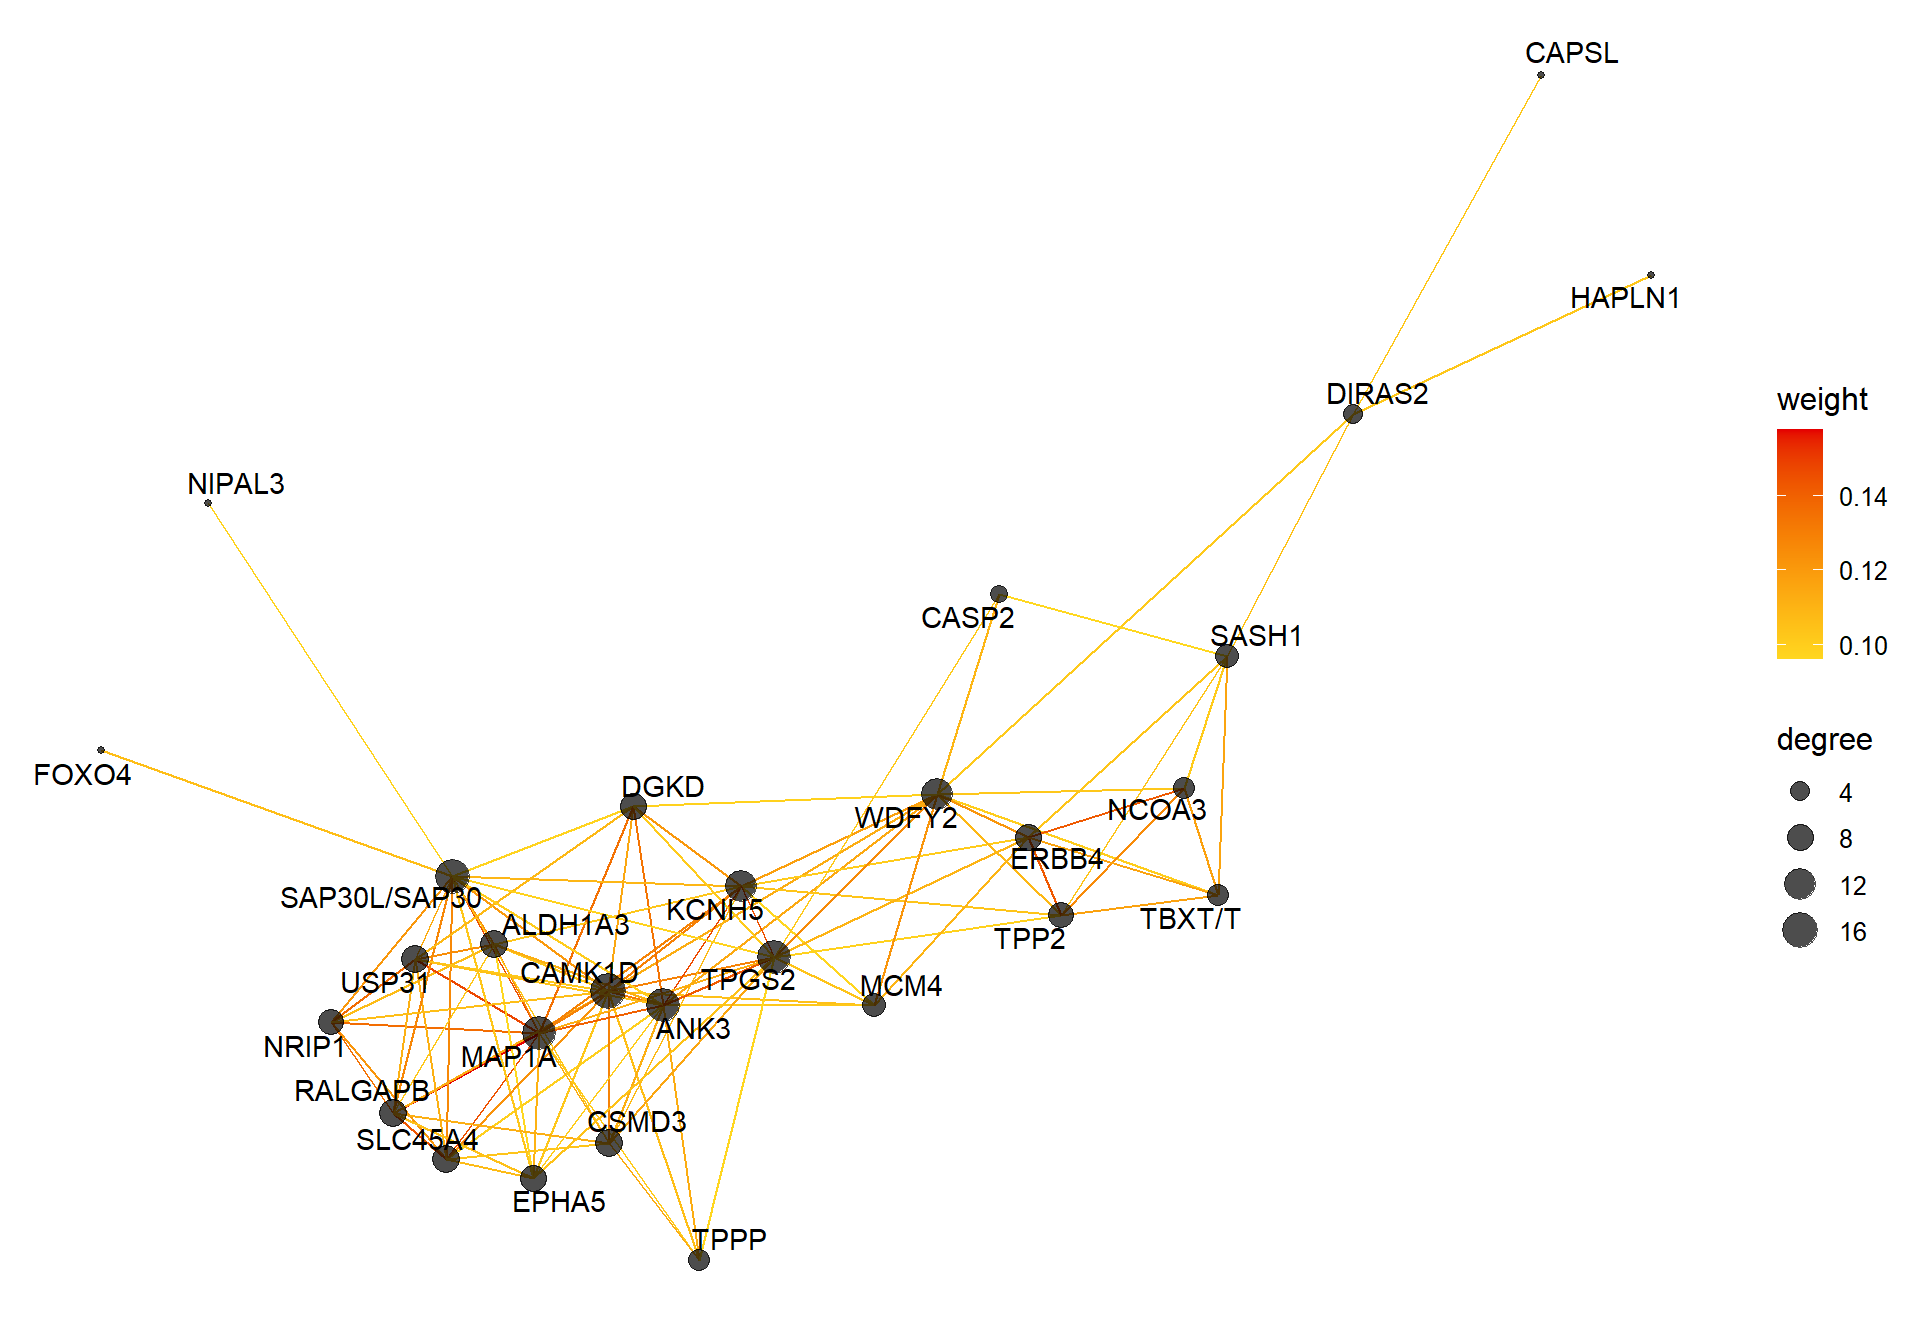 CAPSL
HAPLN1
DIRAS2
NIPAL3
CASP2
SASH1
FOXO4
DGKD
WDFY2
NCOA3
ERBB4
SAP30L/SAP30
KCNH5
TBXT/T
ALDH1A3
TPP2
USP31
CAMK1D
TPGS2
MCM4
NRIP1
MAP1A
ANK3
RALGAPB
SLC45A4
CSMD3
EPHA5
TPPP
weight
0.14
0.12
0.10
degree
4
8
12
16